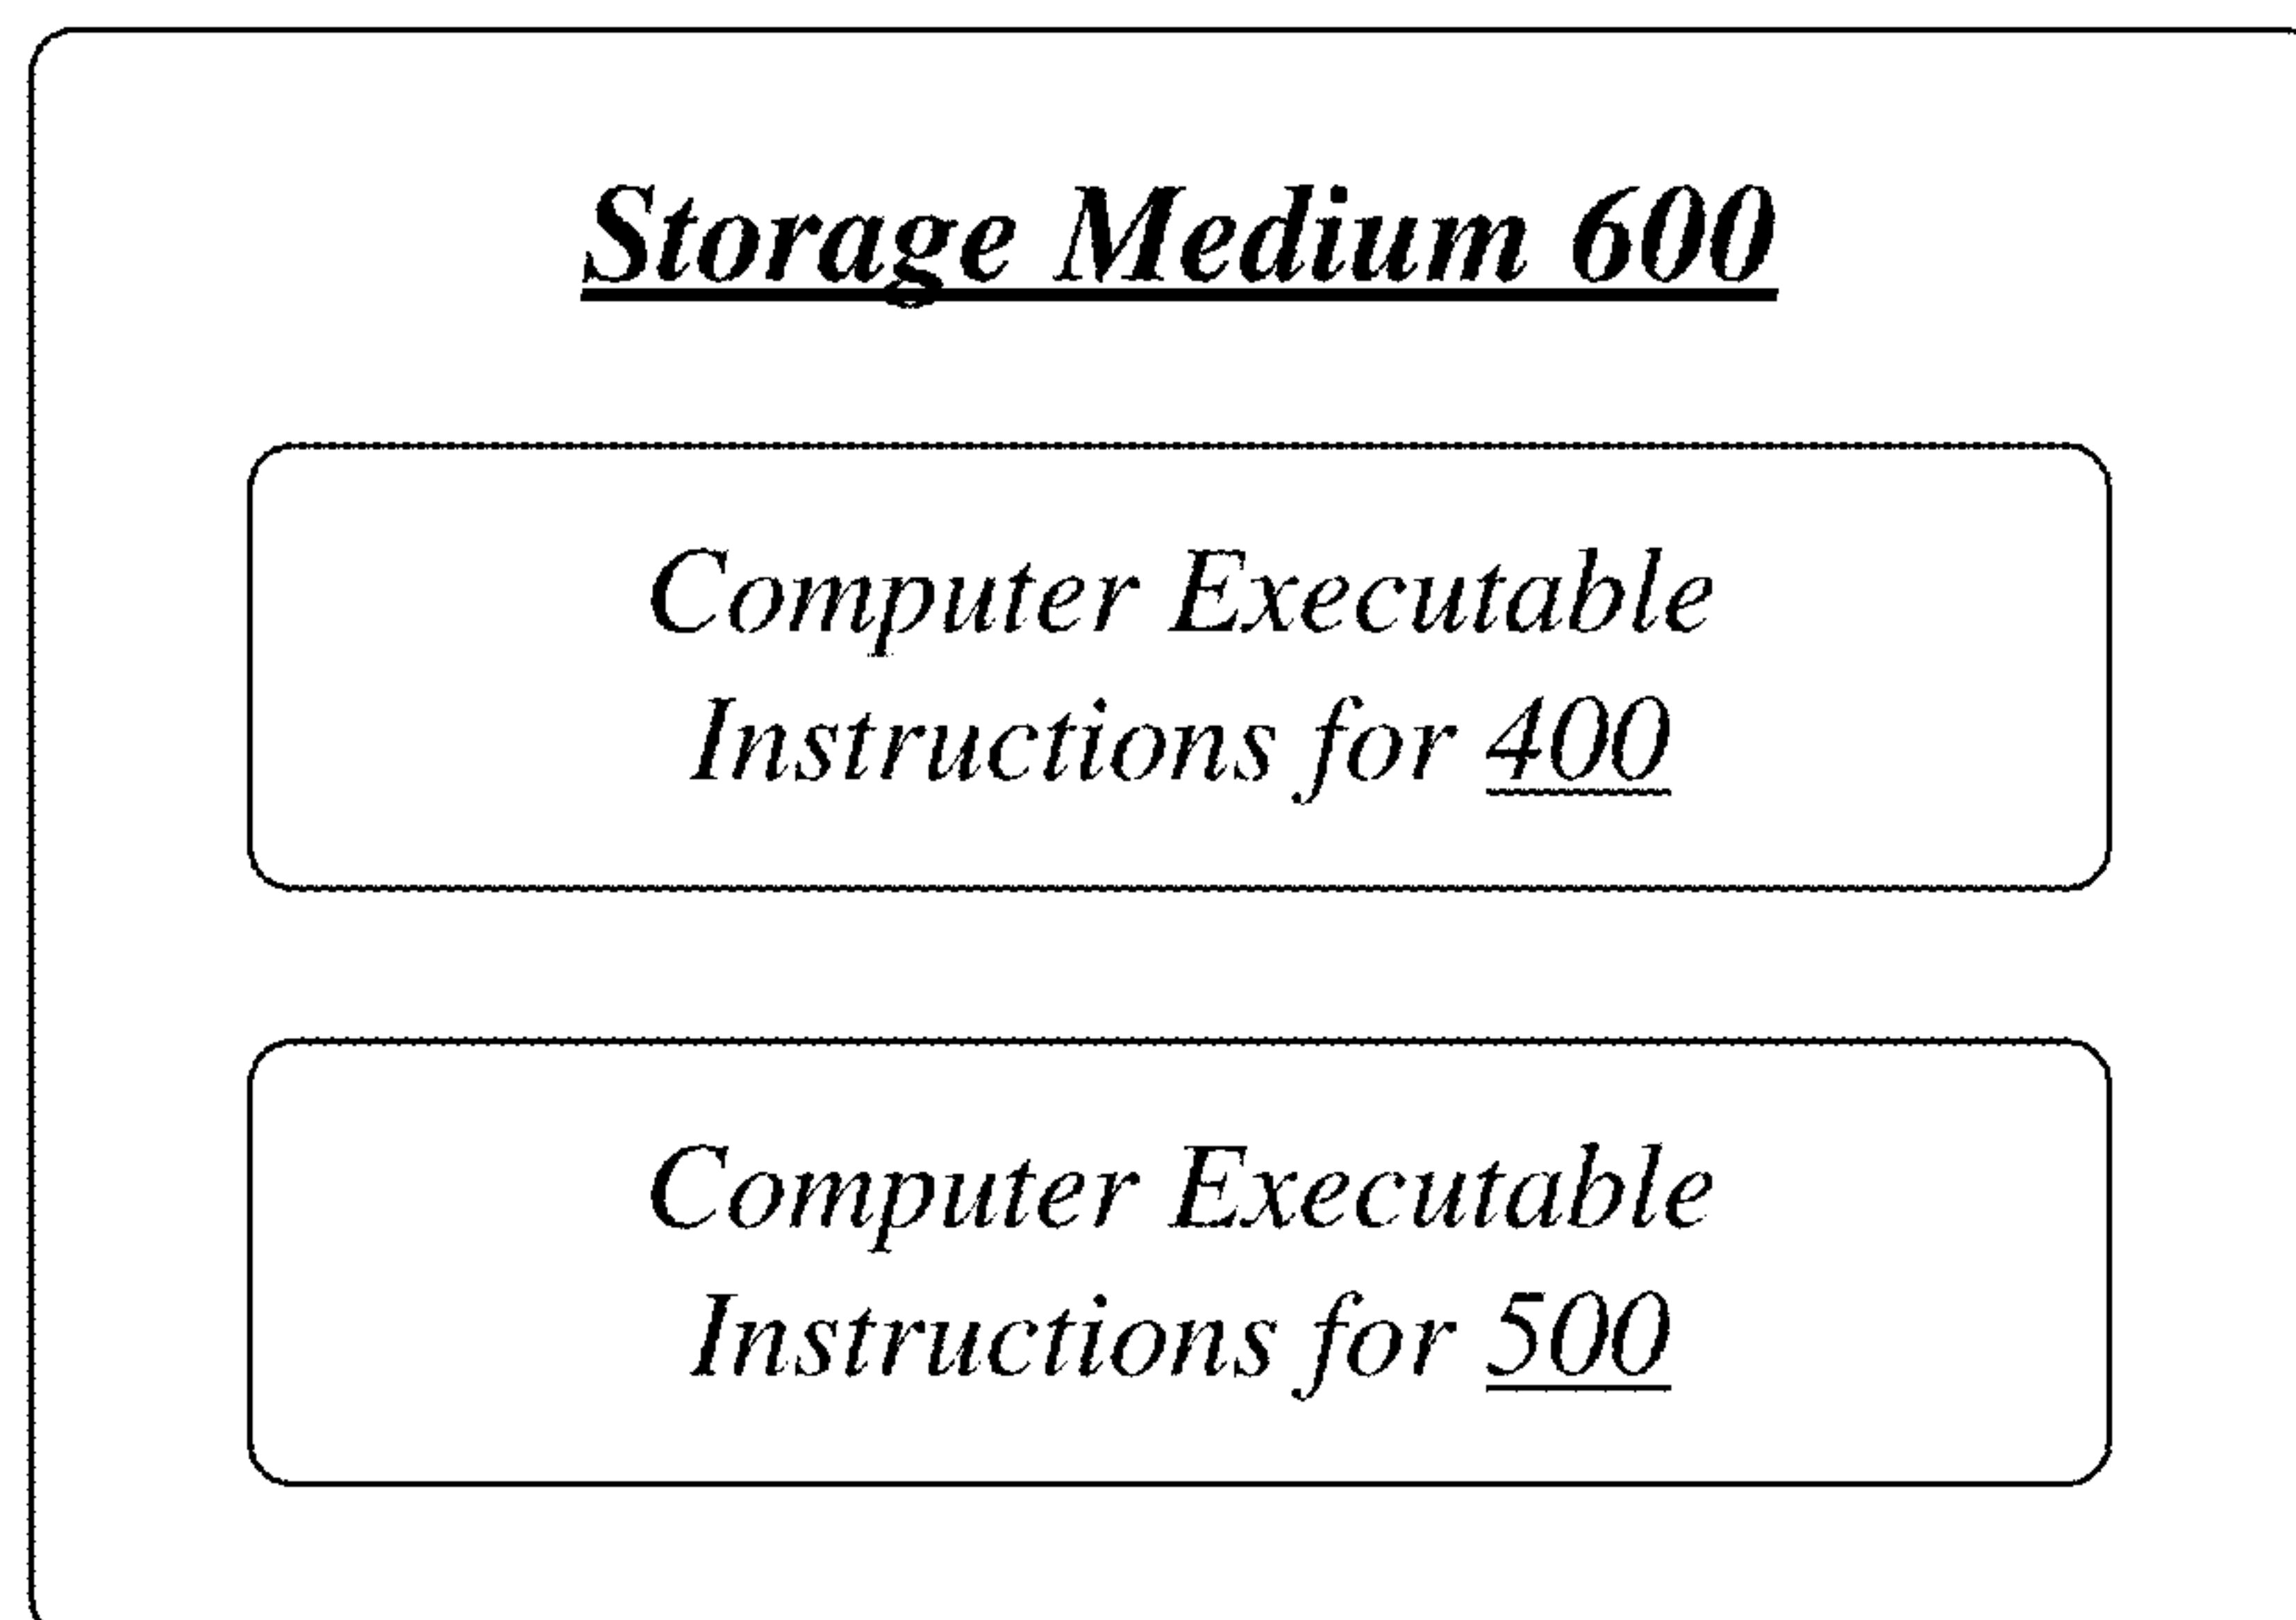 Storage Medium 600
Computer Executable
Instructions for 400
Computer Executable
Instructions for 500